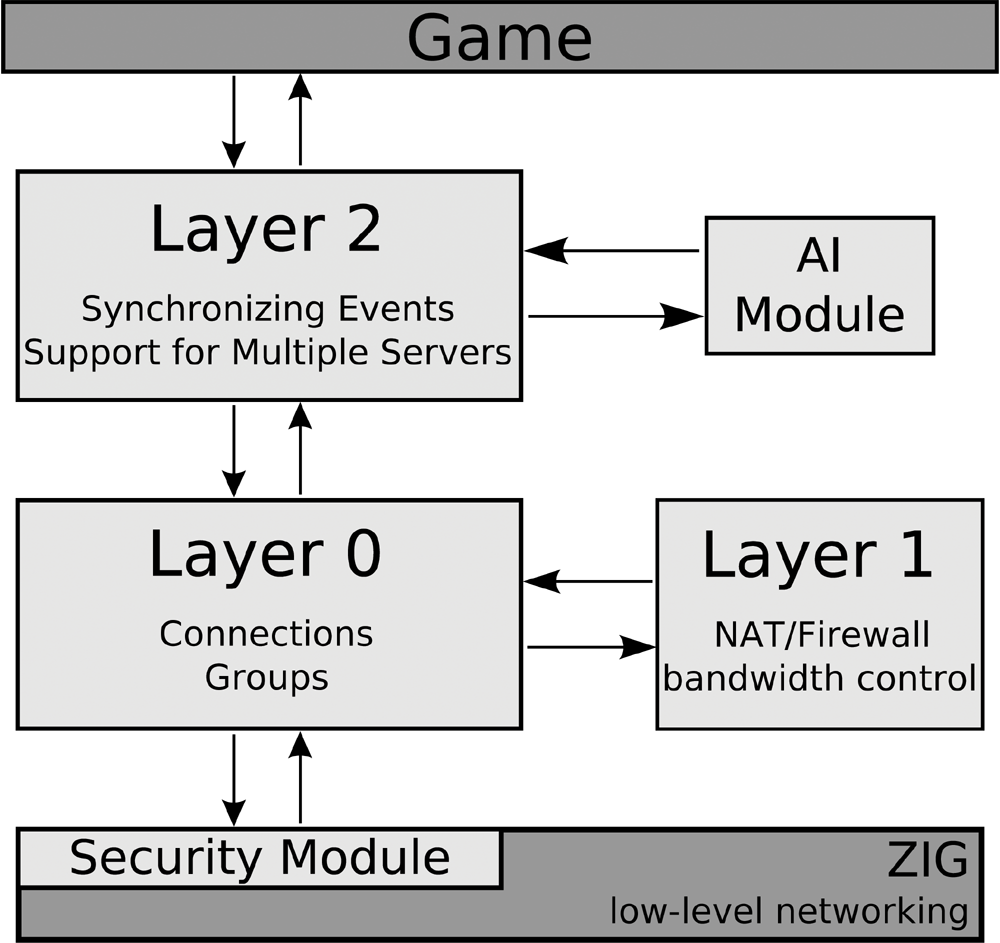 Game
Layer 2
Synchronizing Events
Support for Multiple Servers
AI
Module
Layer 0
Connections
Groups
Layer 1
NAT/Firewall
bandwidth control
Security Module
ZIG
low-level networking